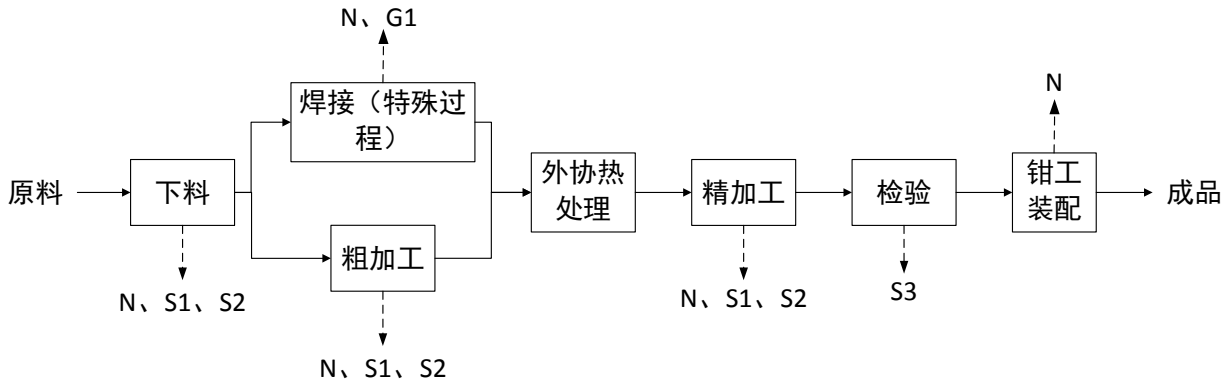 N、G1
焊接（特殊过
程）
N
原料
下料
外协热
处理
精加工
检验
钳工
装配
成品
粗加工
N、S1、S2
N、S1、S2
S3
N、S1、S2